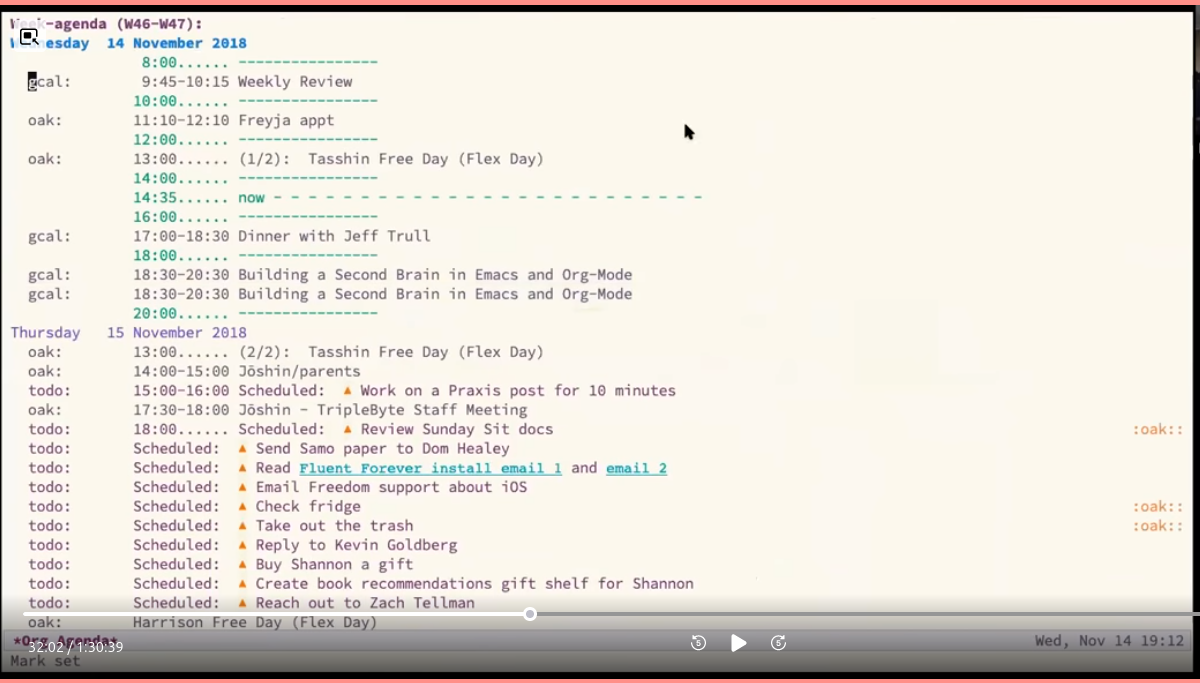 Week-agenda (W46-W47):
Wednesday  14 November 2018
8:00...... ----------------
gcal: 9:45-10:15 Weekly Review
10:00...... ----------------
oak: 11:10-12:10 Freyja appt
12:00...... ----------------
oak: 13:00...... (1/2):  Tasshin Free Day (Flex Day)
14:00...... ----------------
14:35...... now - - - - - - - - - - - - - - - - - - - - - - - - -
16:00...... ----------------
gcal: 17:00-18:30 Dinner with Jeff Trull
18:00...... ----------------
gcal: 18:30-20:30 Building a Second Brain in Emacs and Org-Mode
gcal: 18:30-20:30 Building a Second Brain in Emacs and Org-Mode
20:00...... ----------------
Thursday   15 November 2018
oak: 13:00...... (2/2):  Tasshin Free Day (Flex Day)
oak: 14:00-15:00 Jōshin/parents
todo: 15:00-16:00 Scheduled:  ▲ Work on a Praxis post for 10 minutes
oak: 17:30-18:00 Jōshin - TripleByte Staff Meeting
todo: 18:00...... Scheduled:  ▲ Review Sunday Sit docs :oak::
todo: Scheduled:  ▲ Send Samo paper to Dom Healey
todo: Scheduled:  ▲ Read Fluent Forever install email 1 and email 2
todo: Scheduled:  ▲ Email Freedom support about iOS
todo: Scheduled:  ▲ Check fridge :oak::
todo: Scheduled:  ▲ Take out the trash :oak::
todo: Scheduled:  ▲ Reply to Kevin Goldberg
todo: Scheduled:  ▲ Buy Shannon a gift
todo: Scheduled:  ▲ Create book recommendations gift shelf for Shannon
todo: Scheduled:  ▲ Reach out to Zach Tellman
oak: Harrison Free Day (Flex Day)
*Org Agenda* Wed, Nov 14 19:12
32:02 / 1:30:39 5 5
Mark set